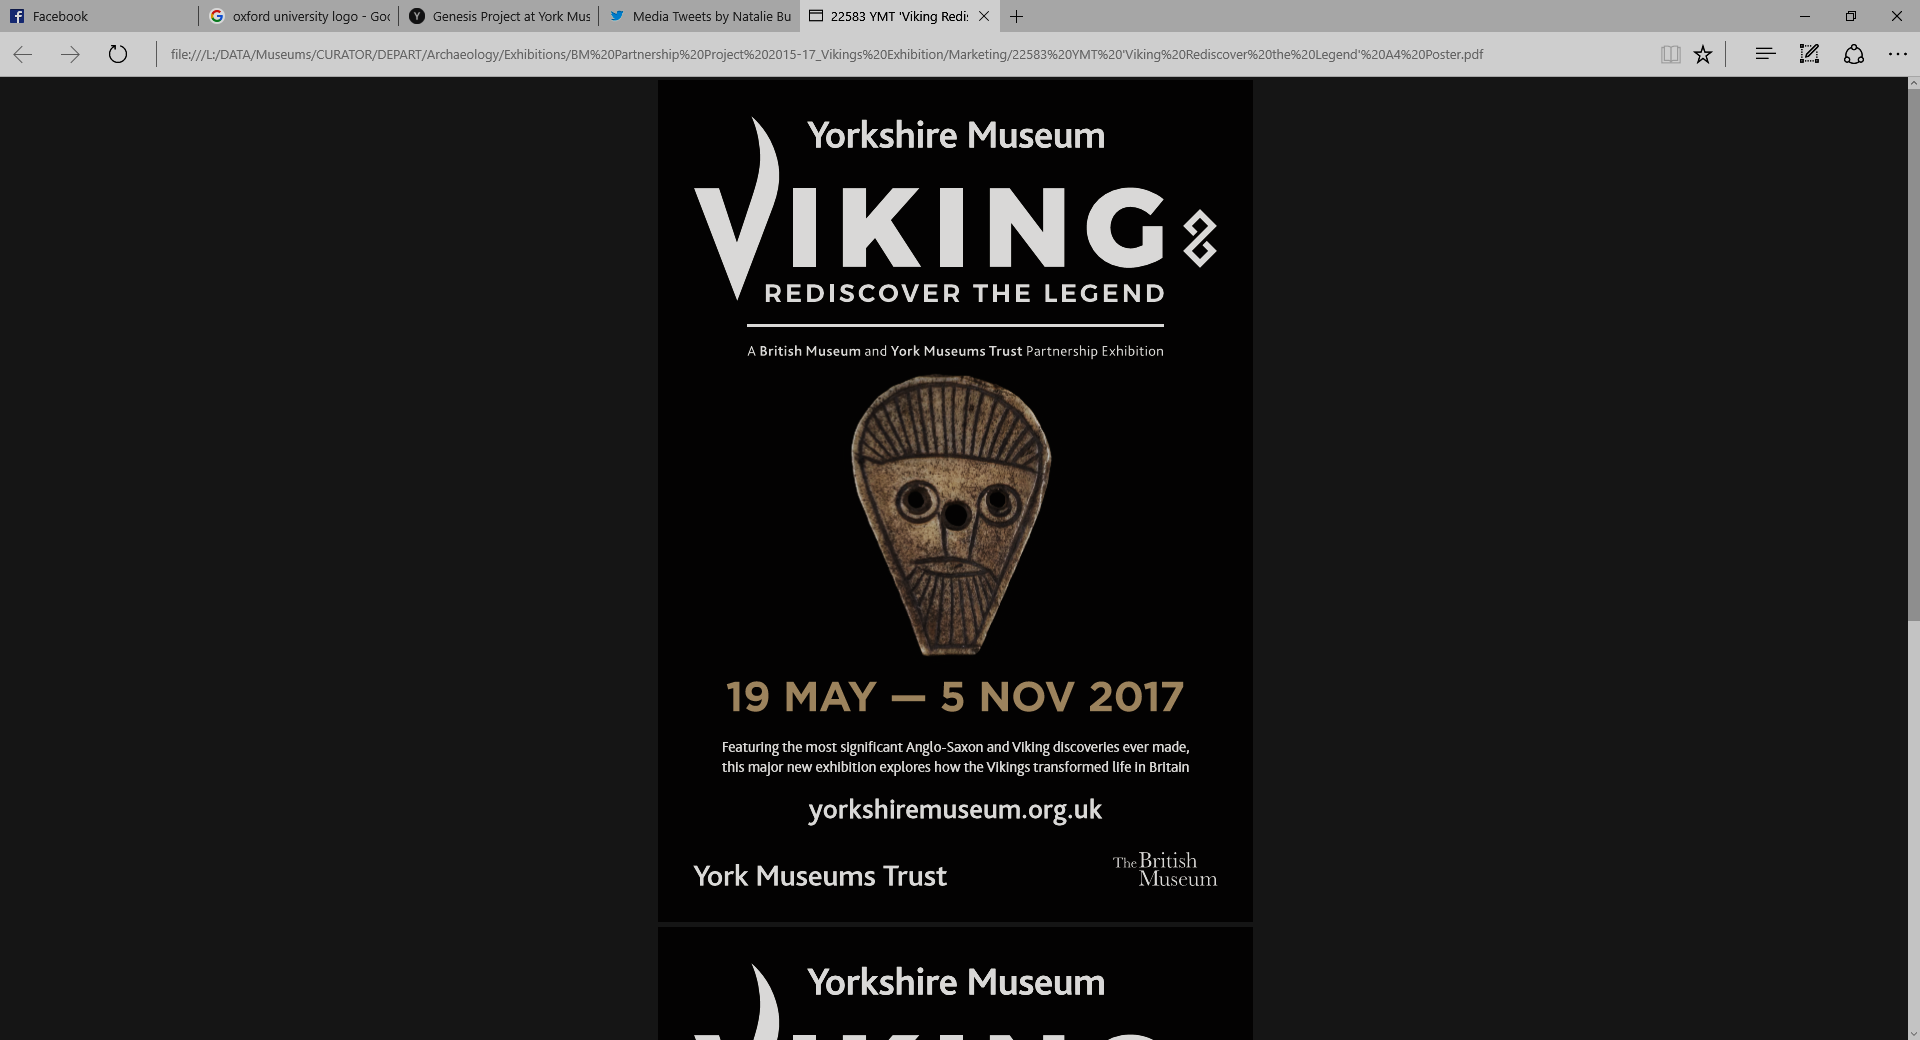 Facebook
oxford university logo - Goo
Genesis Project at York Mus
Media Tweets by Natalie Bu
22583 YMT 'Viking Redis
file:///L:/DATA/Museums/CURATOR/DEPART/Archaeology/Exhibitions/BM%20Partnership%20Project%202015-17_Vikings%20Exhibition/Marketing/22583%20YMT%20'Viking%20Rediscover%20the%20Legend'%20A4%20Poster.pdf
Yorkshire Museum
VIKING
REDISCOVER THE LEGEND
A British Museum and York Museums Trust Partnership Exhibition
19 MAY — 5 NOV 2017
Featuring the most significant Anglo-Saxon and Viking discoveries ever made,
this major new exhibition explores how the Vikings transformed life in Britain
yorkshiremuseum.org.uk
York Museums Trust
The British
Museum
Yorkshire Museum
VIKING